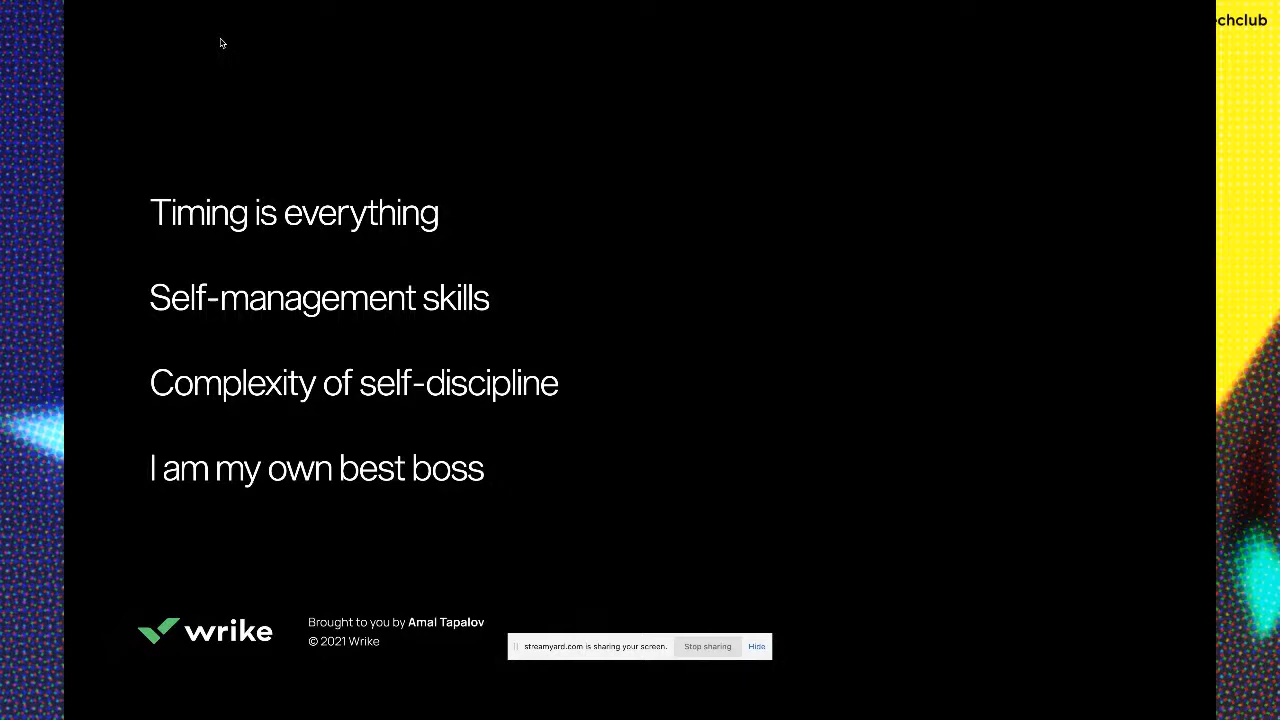 echclub
Timing is everything
Self-management skills
Complexity of self-discipline
I am my own best boss
wrike
Brought to you by Amal Tapalov
© 2021 Wrike
streamyard.com is sharing your screen.
Stop sharing
Hide